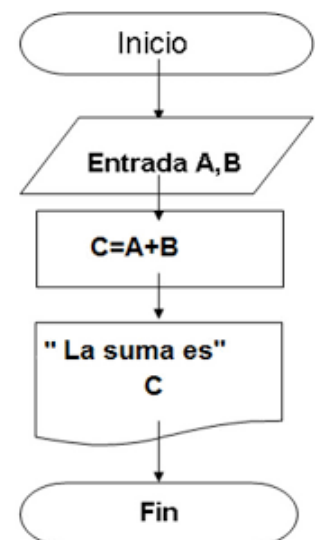 Inicio
Entrada A,B
C=A+B
" La suma es"
C
Fin